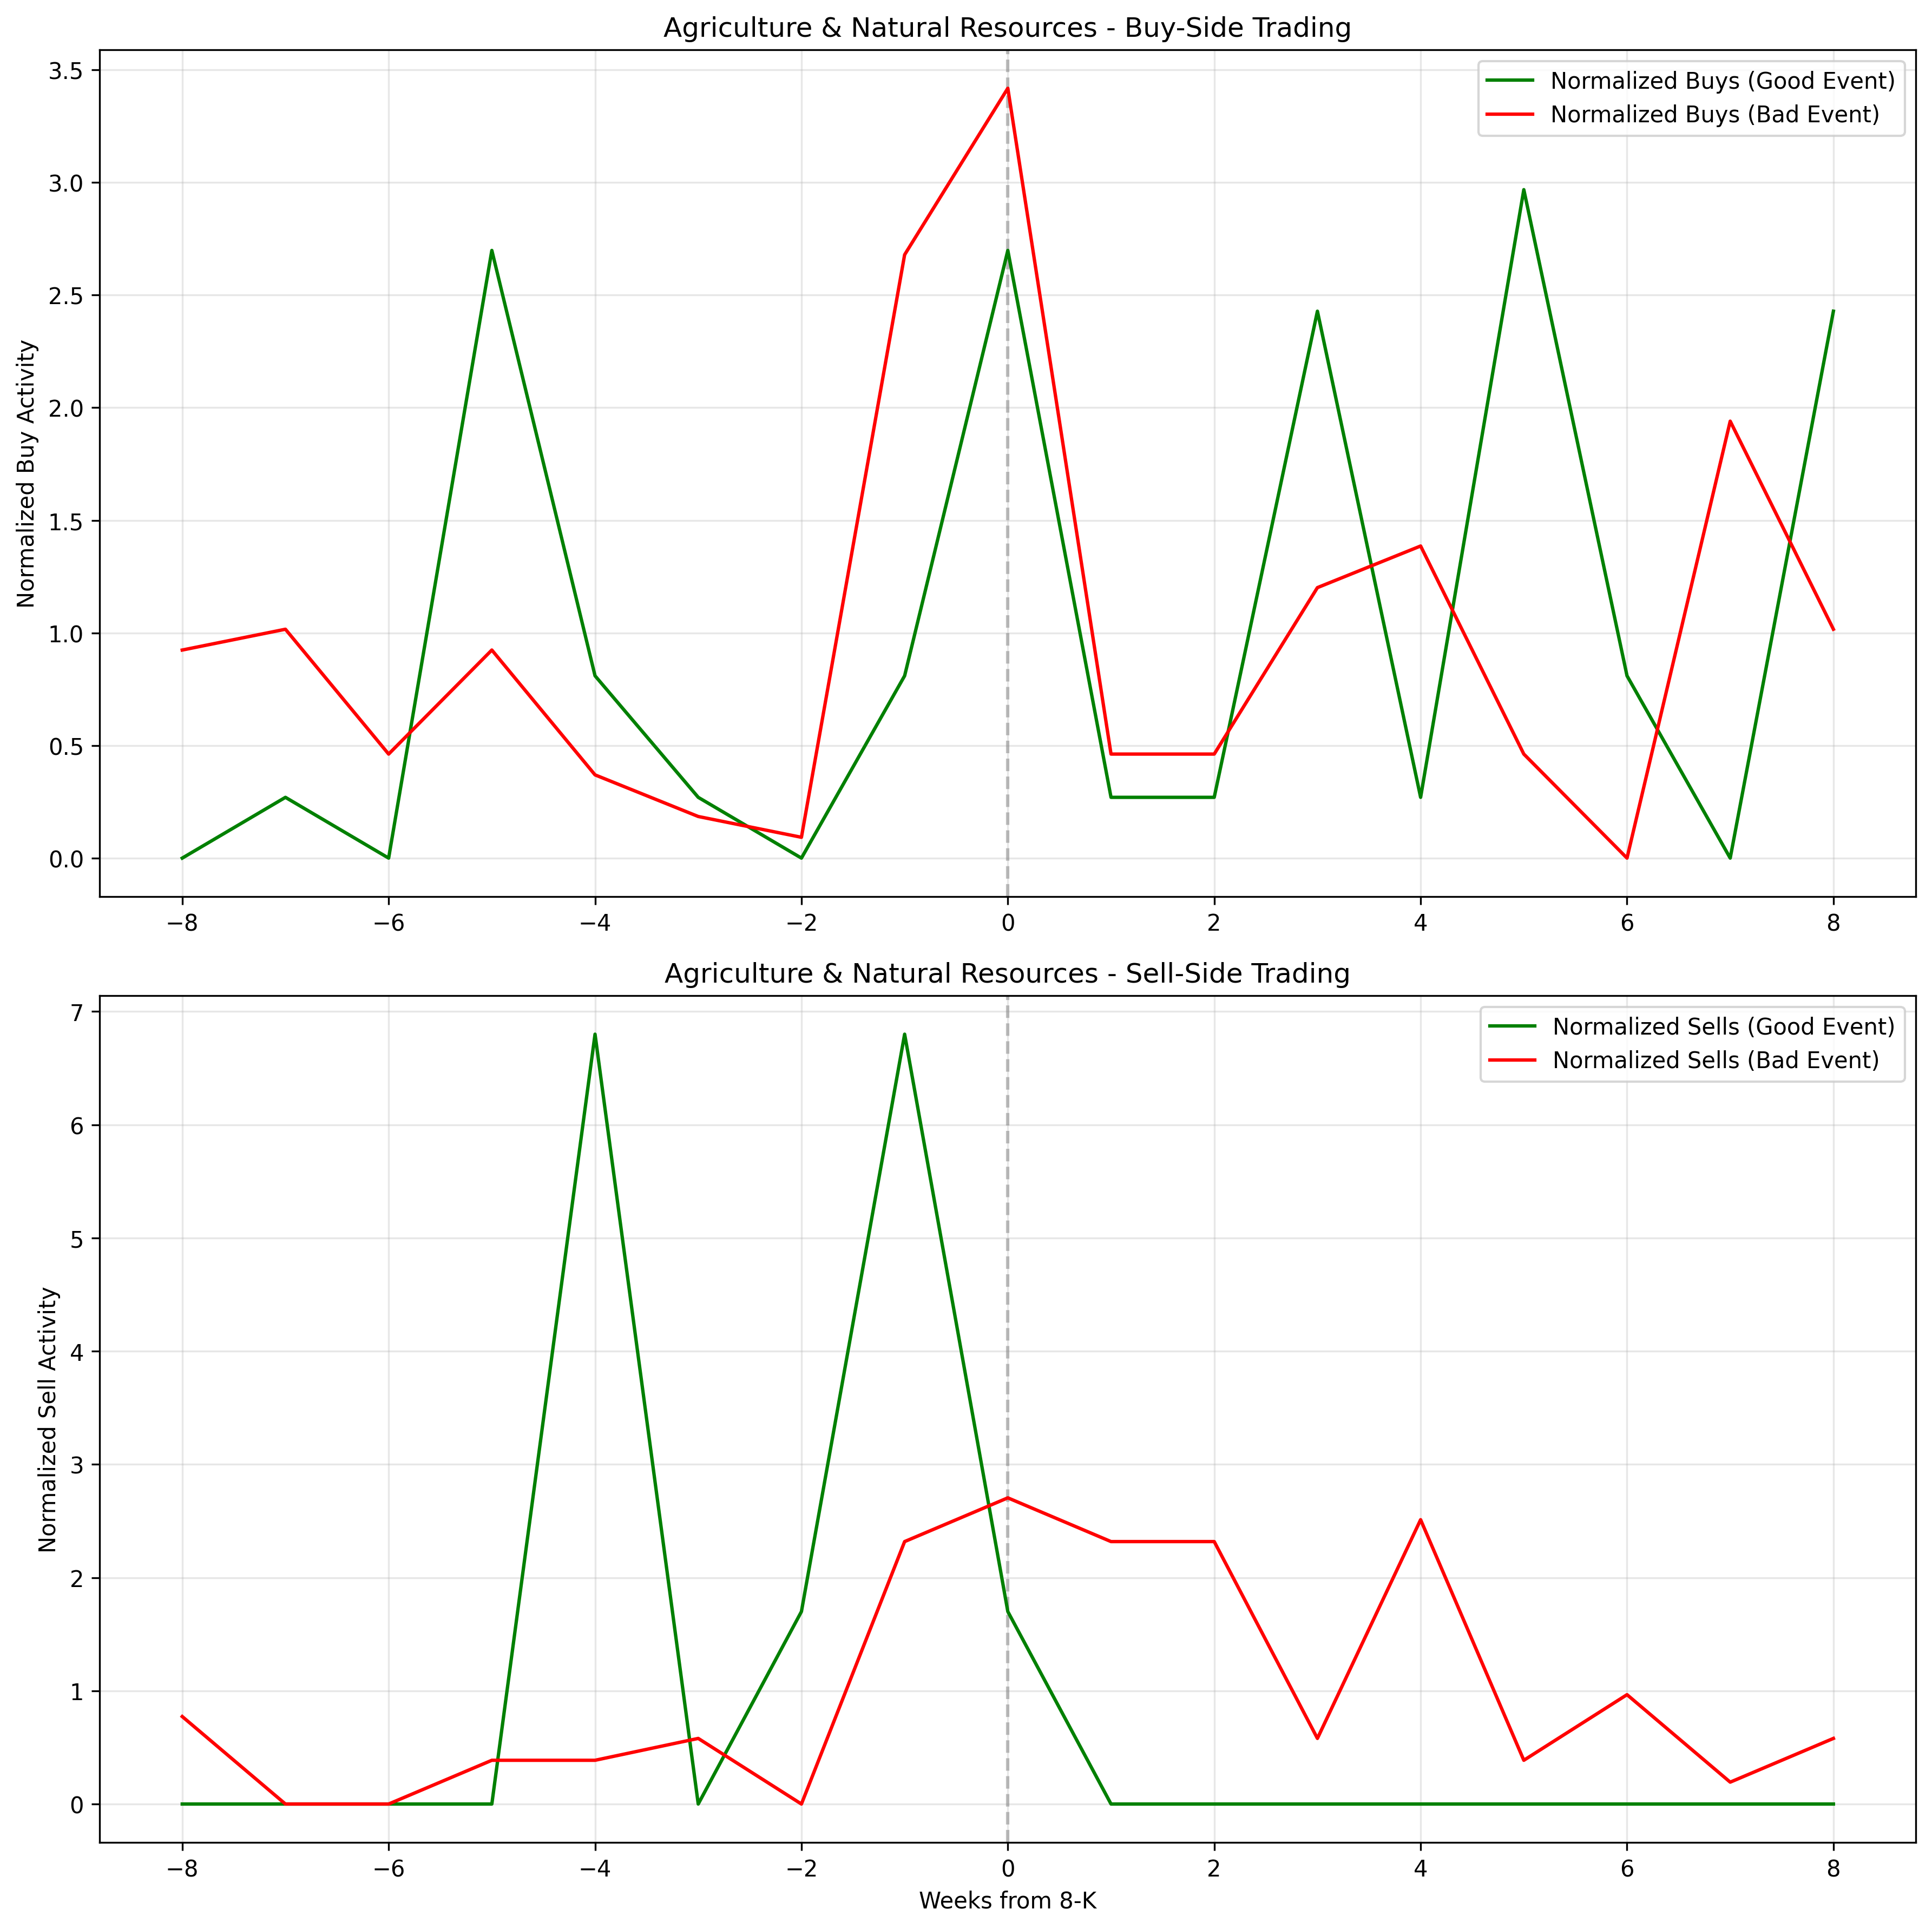 Agriculture & Natural Resources - Buy-Side Trading
Normalized Buys (Good Event)
Normalized Buys (Bad Event)
Normalized Buy Activity
3.5
3.0
2.5
2.0
1.5
1.0
0.5
0.0
−8 −6 −4 −2 0 2 4 6 8
Agriculture & Natural Resources - Sell-Side Trading
Normalized Sells (Good Event)
Normalized Sells (Bad Event)
Normalized Sell Activity
7
6
5
4
3
2
1
0
−8 −6 −4 −2 0 2 4 6 8
Weeks from 8-K